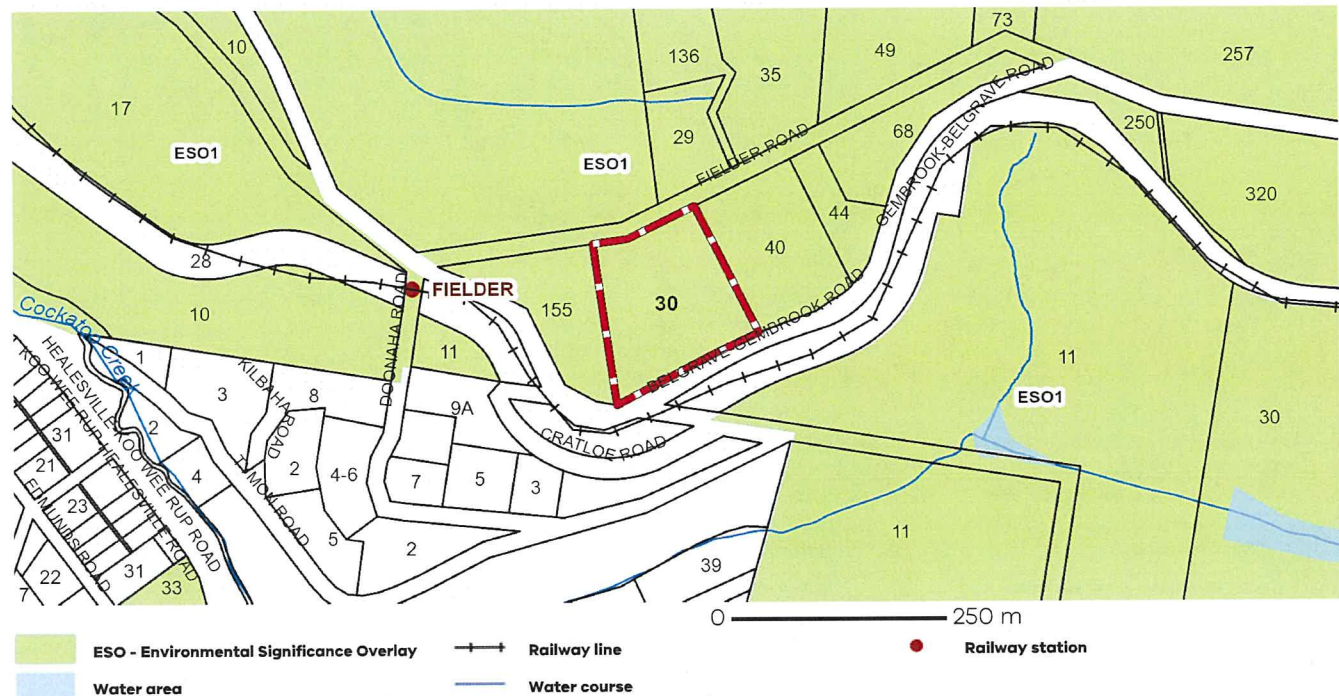 73
10
136
49
257
35
17
GEMBROOK-BELGRAVE ROAD
250
68
ESO1
ESO1
29
FIELDER ROAD
320
44
40
28
FIELDER
155
30
10
DOONAHA ROAD
BELGRAVE GEMBROOK ROAD
Cockatoo Creek
11
11
1
HEALESVILLE KOO WEE RUP ROAD
KOO WEE RUP HEALESVILLE ROAD
3
KILBAHA ROAD
8
9A
ESO1
30
2
31
CRATLOE ROAD
21
4
2
4-6
7
5
3
TIMON ROAD
23
EDMUNDS ROAD
5
2
11
31
39
22
33
7
0
250 m
ESO - Environmental Significance Overlay
Railway line
Railway station
Water area
Water course